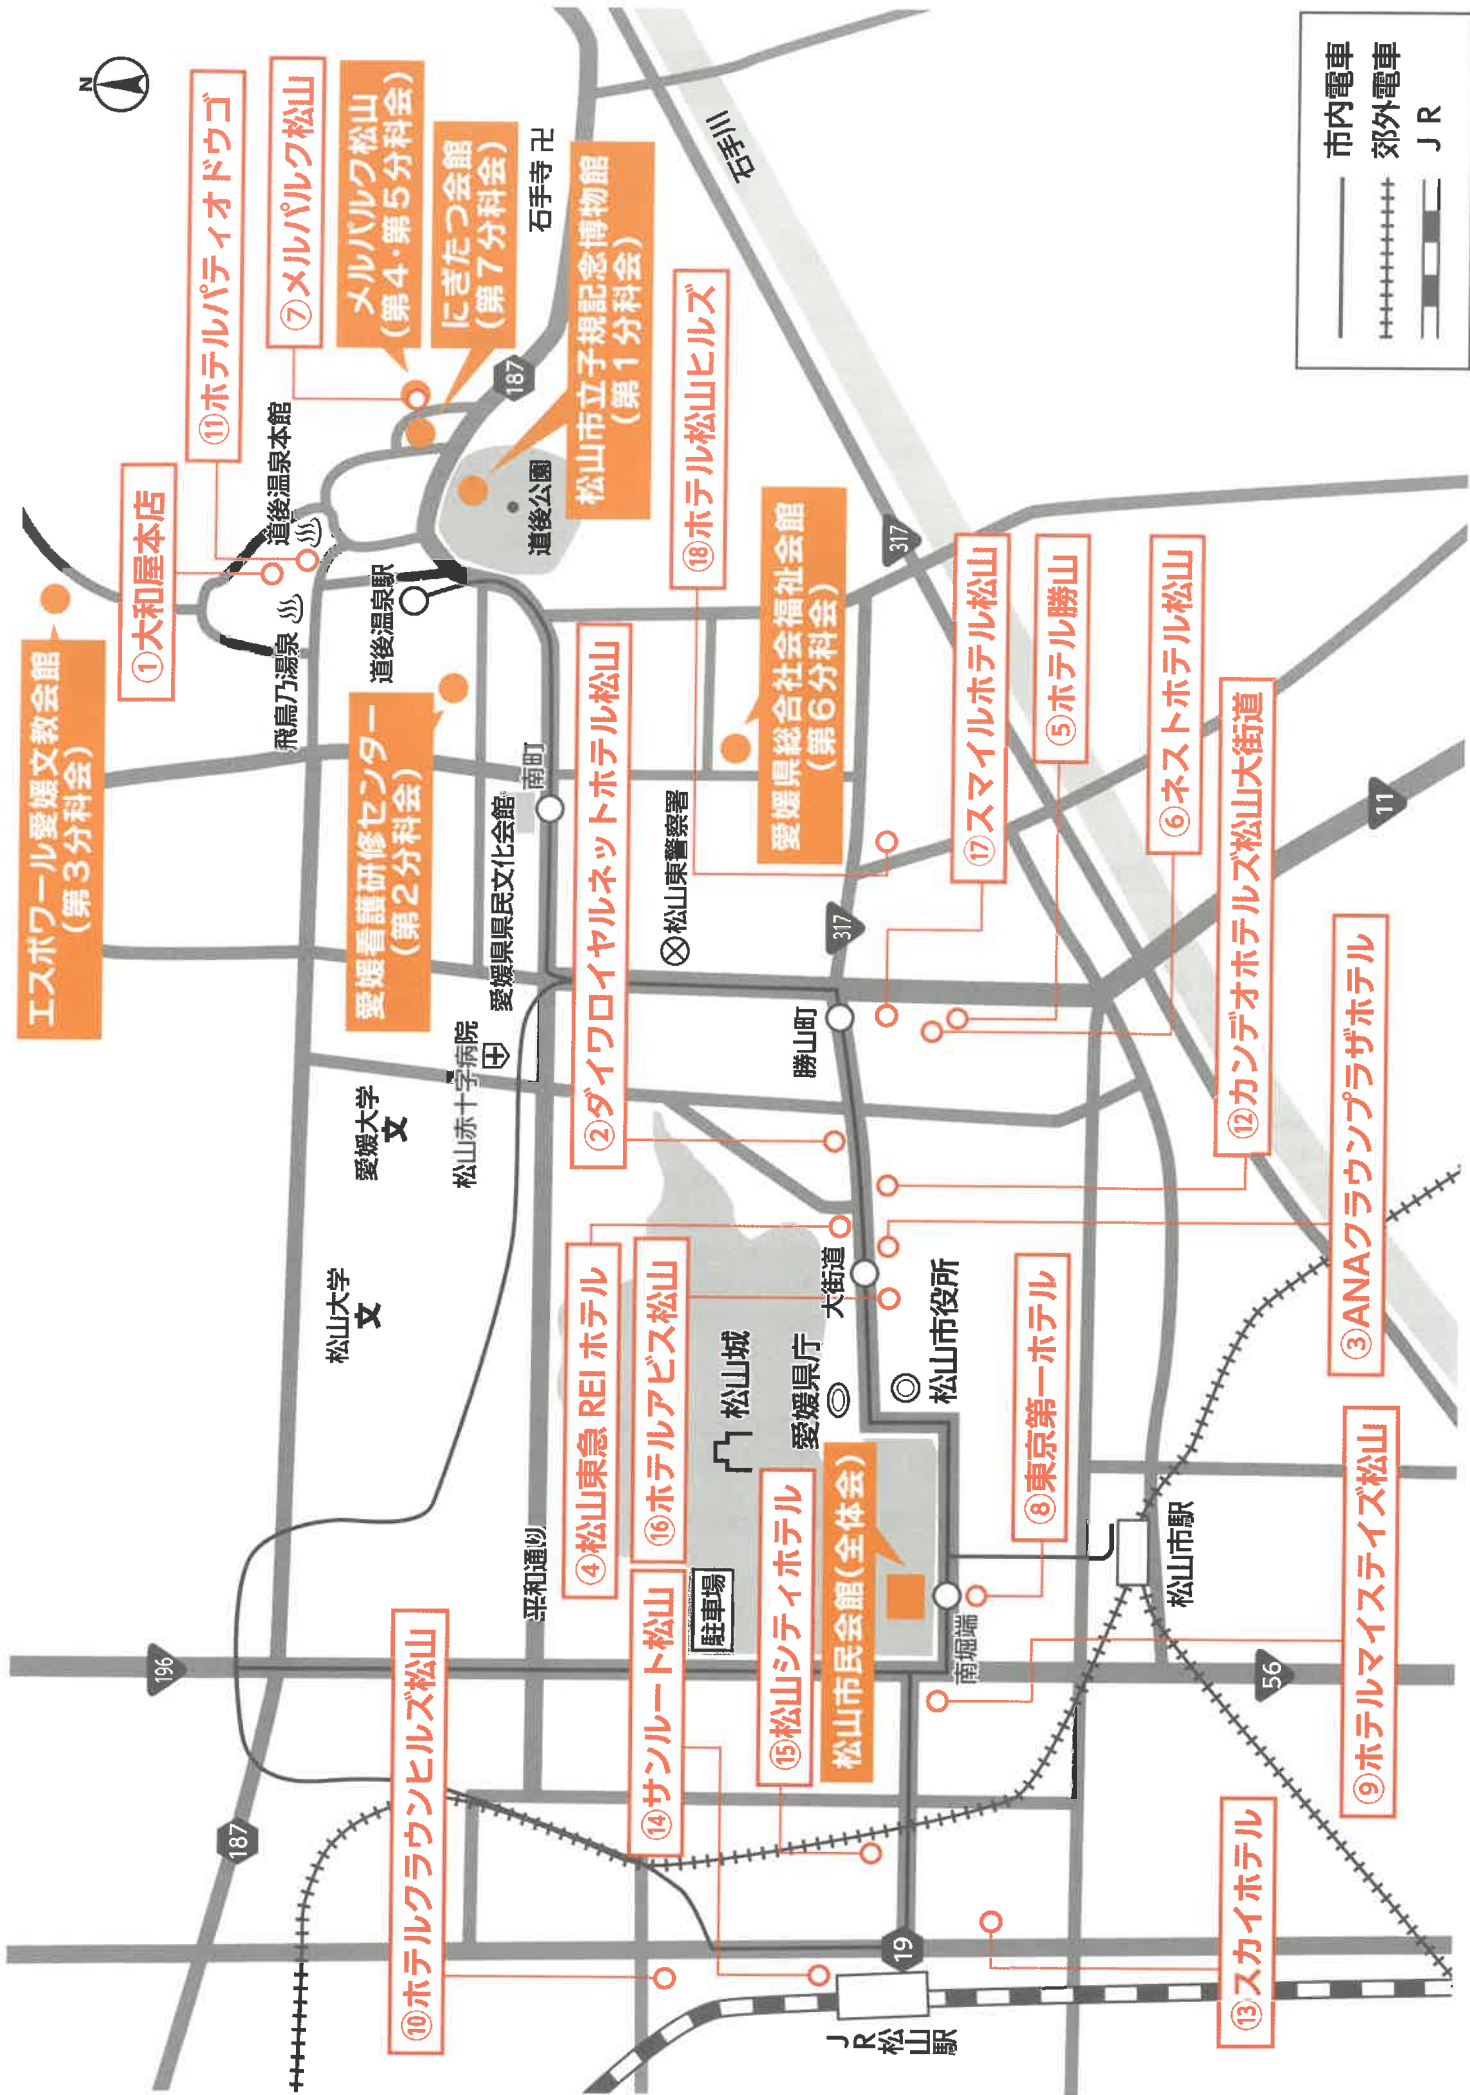 N
エスポワール愛媛文教会館
(第3分科会)
①大和屋本店
⑪ホテルパティオドウゴ
⑦メルパルク松山
メルパルク松山
(第4・第5分科会)
にぎたつ会館
(第7分科会)
石手寺 卍
松山市立子規記念博物館
(第1分科会)
道後温泉本館
飛鳥乃湯泉
道後温泉駅
187
道後公園
石手川
愛媛看護研修センター
(第2分科会)
南町
愛媛県県民文化会館
⑱ホテル松山ヒルズ
愛媛県総合社会福祉会館
(第6分科会)
317
松山東警察署
317
②ダイワロイヤルネットホテル松山
⑰スマイルホテル松山
⑤ホテル勝山
⑥ネストホテル松山
⑫カンデオホテルズ松山大街道
11
③ANAクラウンプラザホテル
勝山町
松山赤十字病院
愛媛大学
文
松山大学
文
④松山東急 REI ホテル
⑯ホテルアビス松山
大街道
松山城
愛媛県庁
松山市役所
⑧東京第一ホテル
平和通り
駐車場
⑮松山シティホテル
松山市民会館(全体会)
南堀端
松山市駅
⑨ホテルマイステイズ松山
196
56
187
⑩ホテルクラウンヒルズ松山
⑭サンルート松山
19
JR松山駅
⑬スカイホテル
市内電車
郊外電車
JR